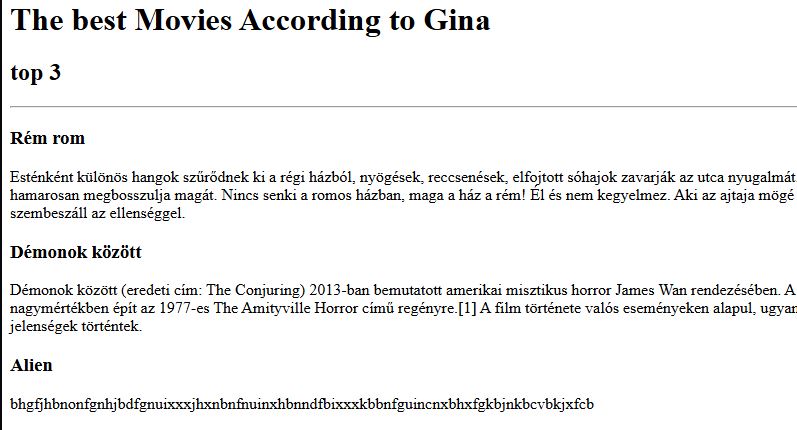 The best Movies According to Gina
top 3
Rém rom
Esténként különös hangok szűrődnek ki a régi házból, nyögések, reccsenések, elfojtott sóhajok zavarják az utca nyugalmát
hamarosan megbosszulja magát. Nincs senki a romos házban, maga a ház a rém! Él és nem kegyelmez. Aki az ajtaja mögé
szembeszáll az ellenséggel.
Démonok között
Démonok között (eredeti cím: The Conjuring) 2013-ban bemutatott amerikai misztikus horror James Wan rendezésében. A
nagymértékben épít az 1977-es The Amityville Horror című regényre.[1] A film története valós eseményeken alapul, ugyan
jelenségek történtek.
Alien
bhgfjhbnonfgnhjbdfgnuixxxjhxnbnfnuinxhbnndfbixxxkbbnfguincnxbhxfgkbjnkbcvbkjxfcb